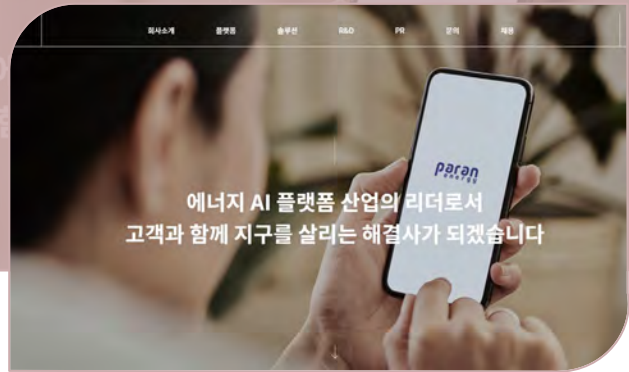 회사소개 플랫폼 솔루션 R&D PR 문의 채용
paran
energy
에너지 AI 플랫폼 산업의 리더로서
고객과 함께 지구를 살리는 해결사가 되겠습니다